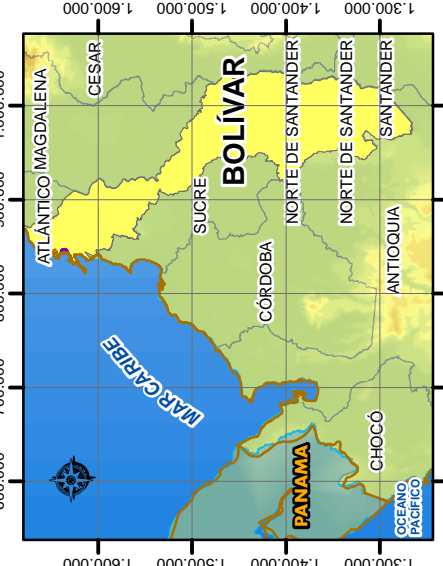 1.600.000
1.500.000
1.400.000
1.300.000
ATLÁNTICO
MAGDALENA
CESAR
SUCRE
BOLÍVAR
NORTE DE SANTANDER
NORTE DE SANTANDER
SANTANDER
CÓRDOBA
ANTIOQUIA
MAR CARIBE
PANAMA
CHOCÓ
OCEANO
PACÍFICO
1.600.000
1.500.000
1.400.000
1.300.000